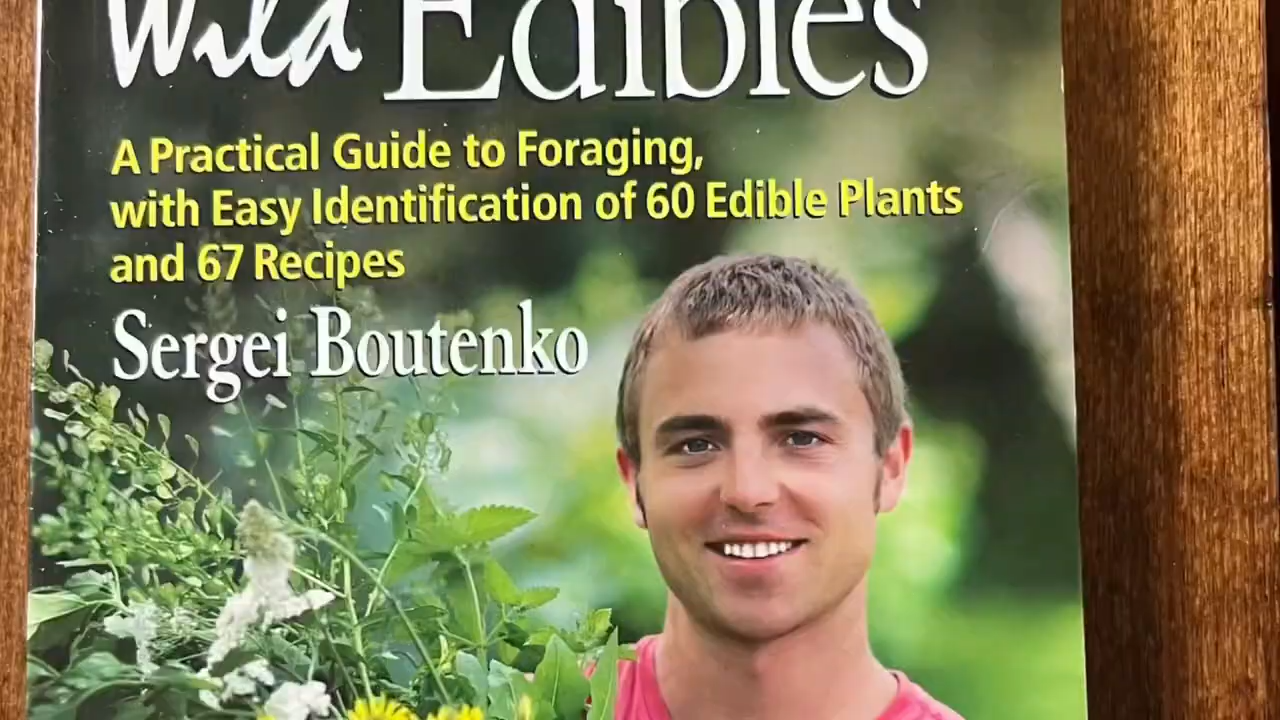 Wild Edibles
A Practical Guide to Foraging,
with Easy Identification of 60 Edible Plants
and 67 Recipes
Sergei Boutenko